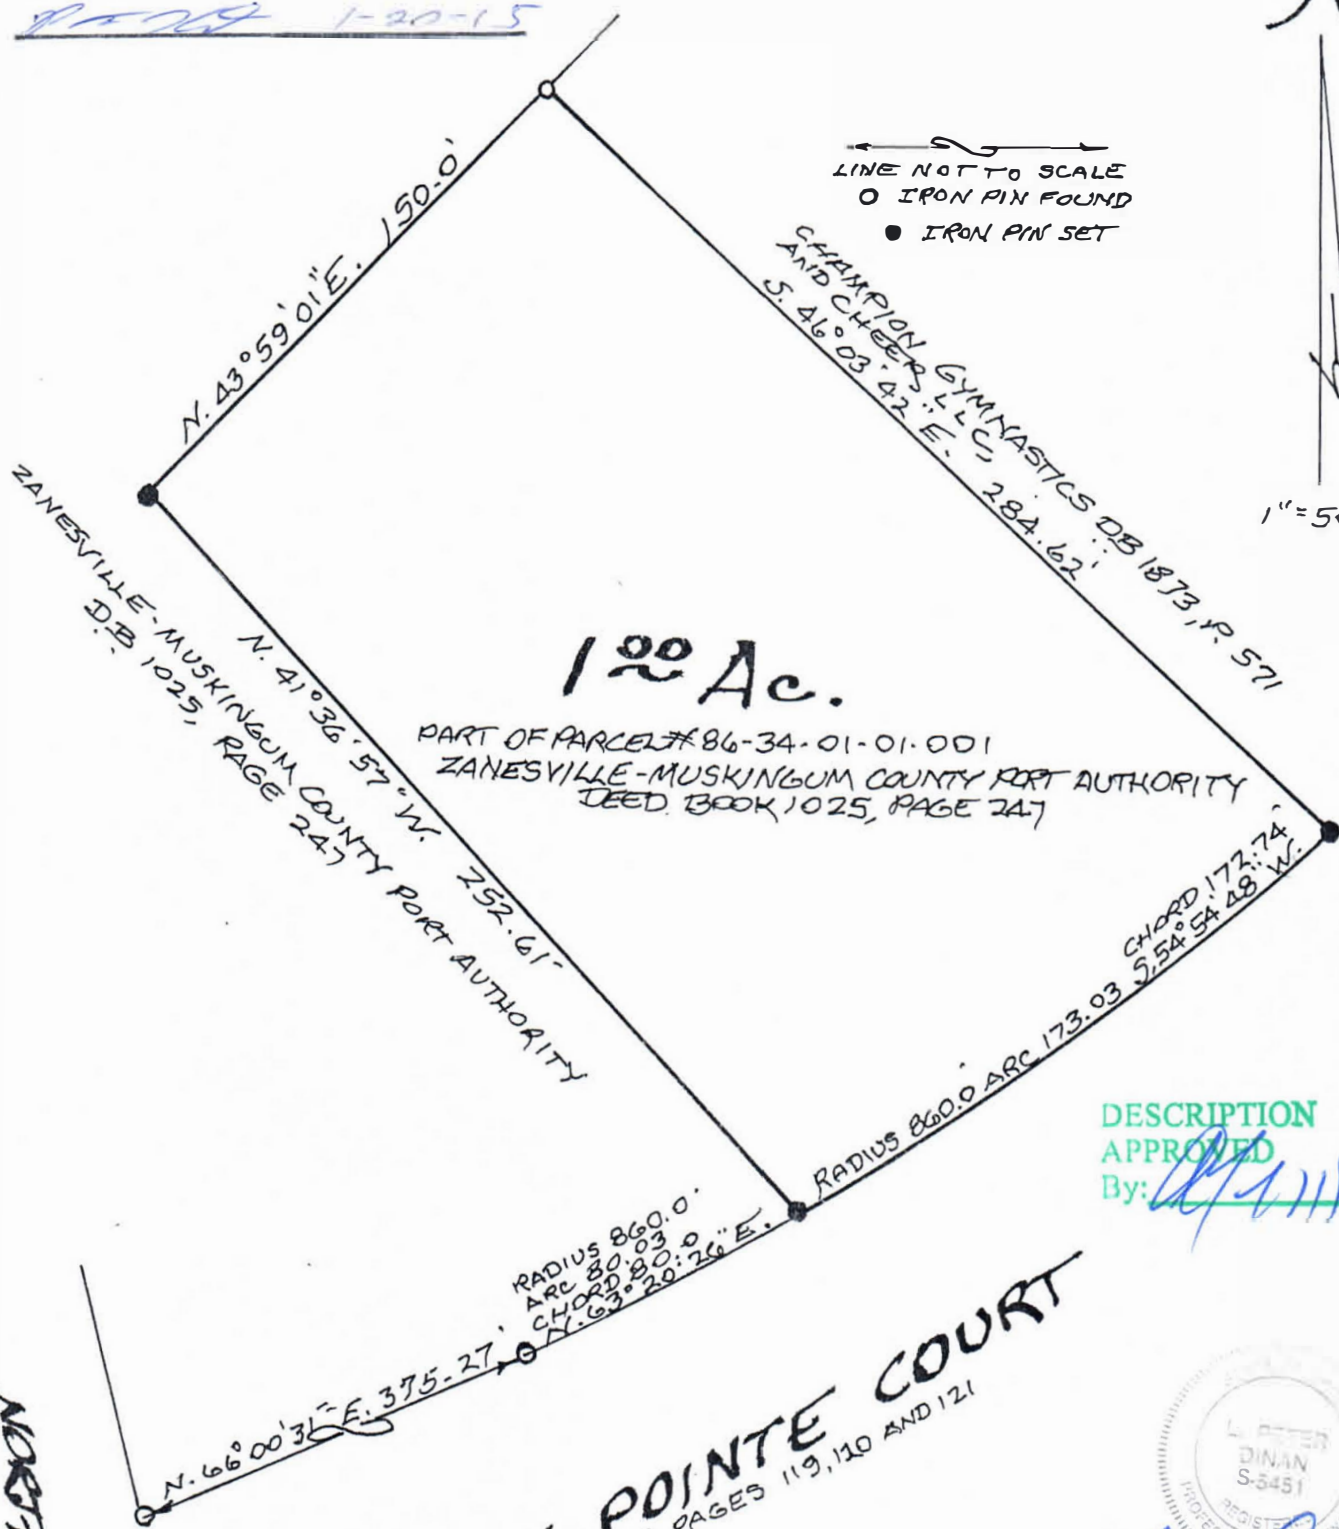 1-20-15
LINE NOT TO SCALE
O IRON PIN FOUND
● IRON PIN SET
N. 43°59'01"E. 150.0'
CHAMPION GYMNASTICS
AND CHEER, LLC, DB 1873, P. 571
S. 46°03'42"E. 284.62'
1"=5
ZANESVILLE-MUSKINGUM COUNTY PORT AUTHORITY
D.B 1025, PAGE 247
N. 41°36'57"W. 252.61'
1.00 Ac.
PART OF PARCEL# 86-34-01-01-001
ZANESVILLE-MUSKINGUM COUNTY PORT AUTHORITY
DEED BOOK 1025, PAGE 247
CHORD 172.74'
RADIUS 860.0 ARC 173.03 S.54°54'48"W.
DESCRIPTION
APPROVED
By:
RADIUS 860.0'
ARC 80.03
CHORD 80.0
N. 63°20'26"E.
N. 66°00'31"E. 375.27'
POINTE COURT
PAGES 119, 120 AND 121
L. PETER
DINAN
S-5451